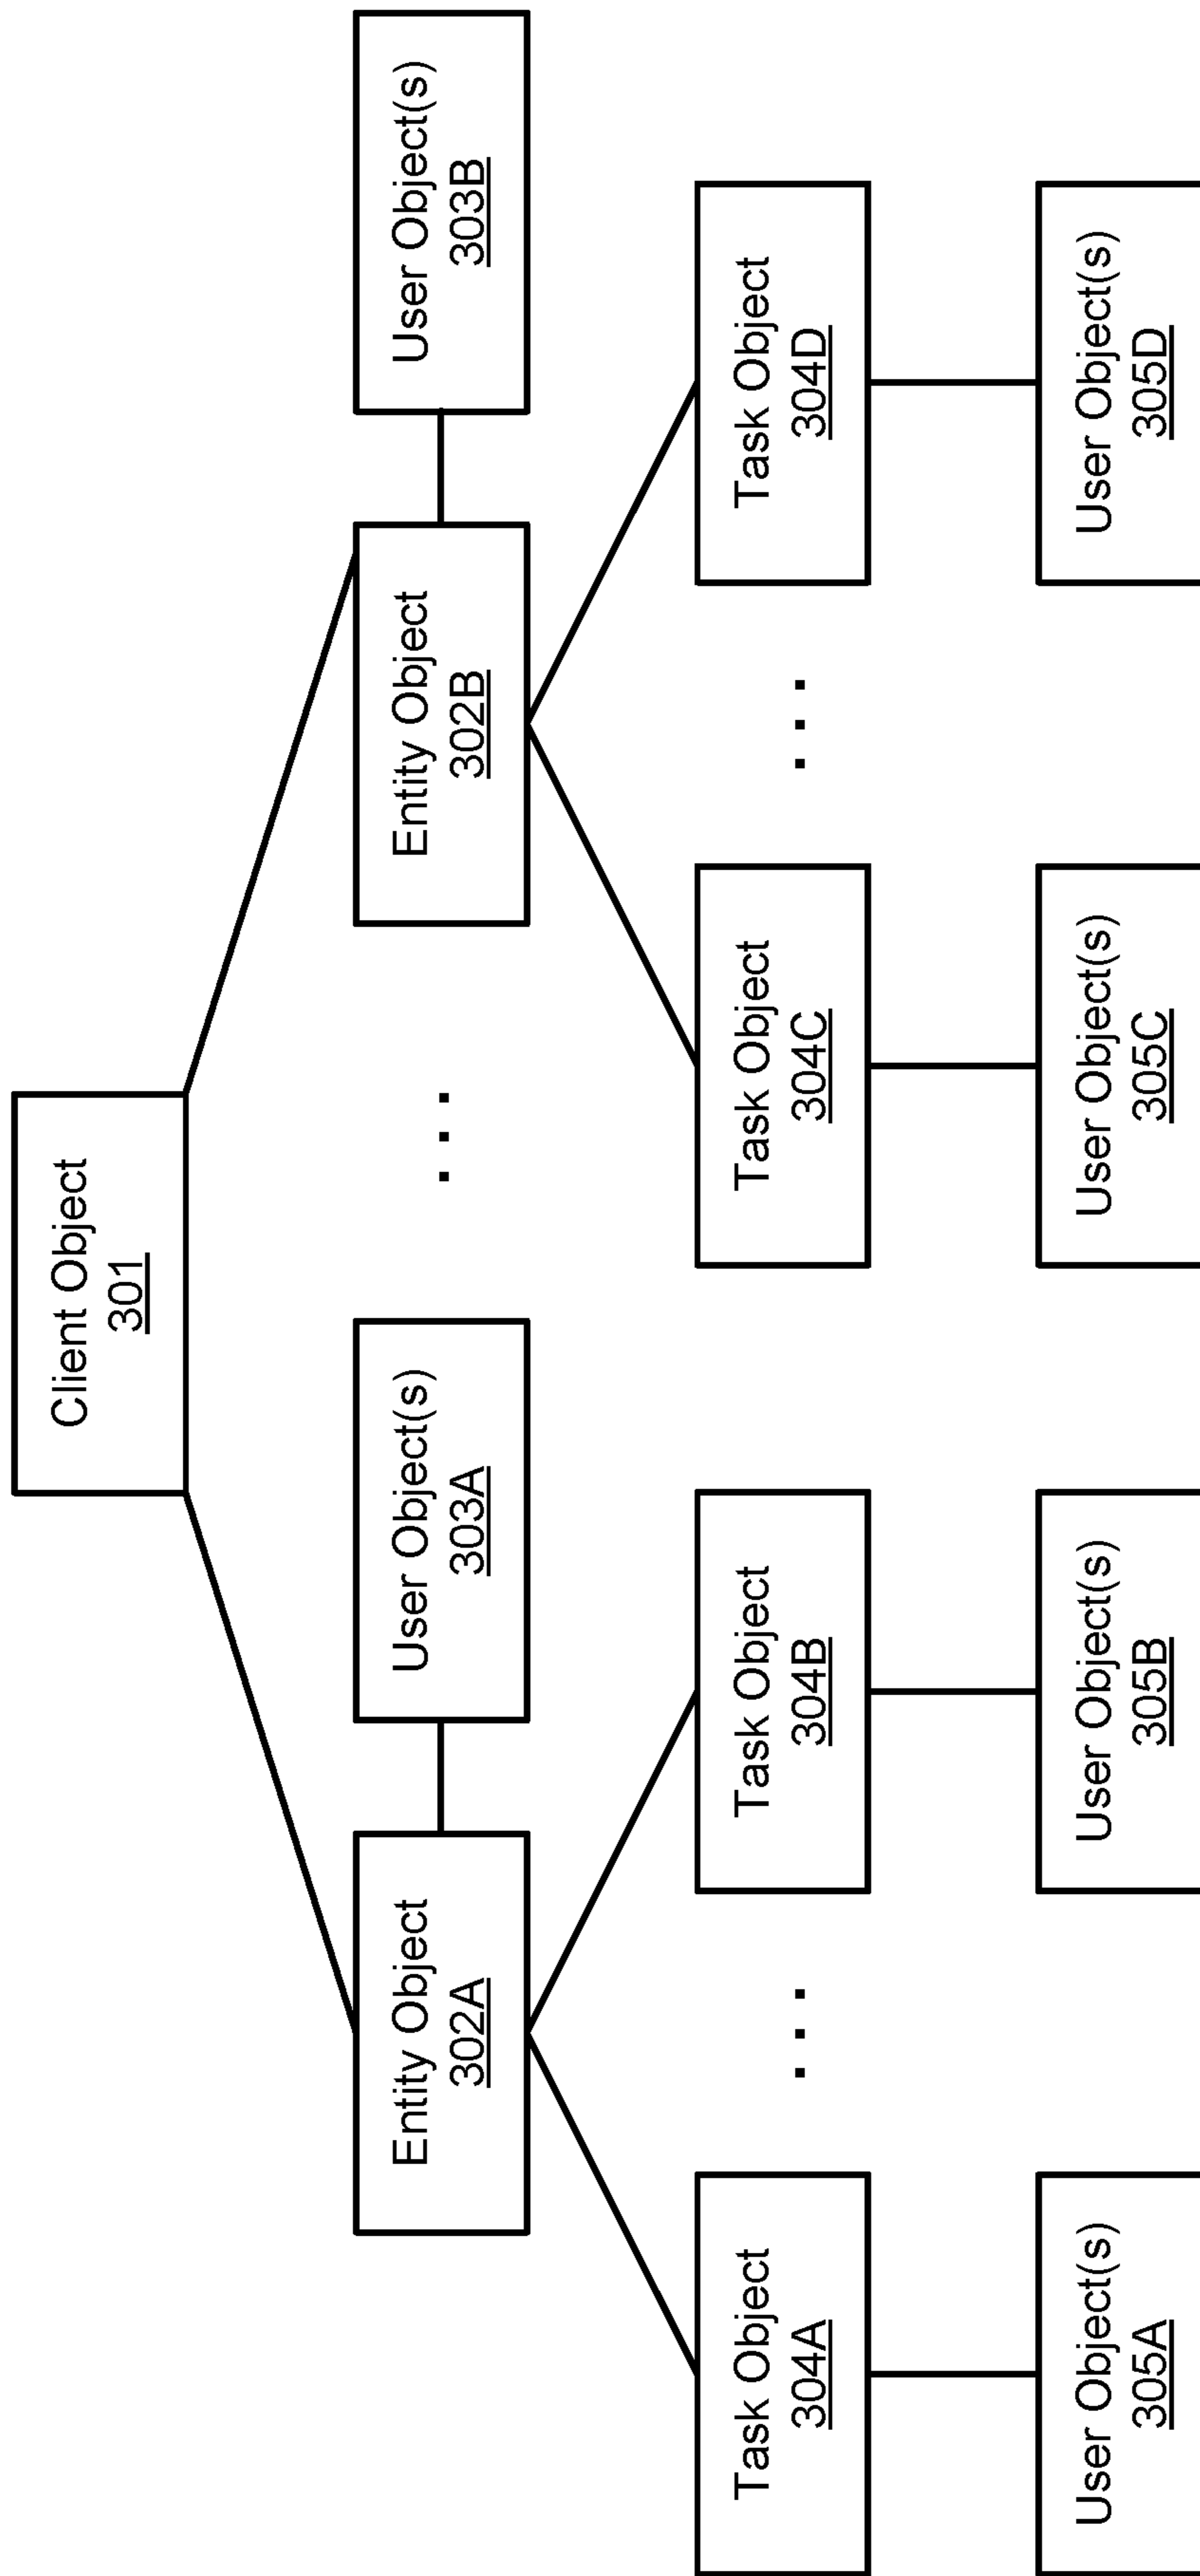 Client Object
301
Entity Object
302A
User Object(s)
303A
. . .
Entity Object
302B
User Object(s)
303B
Task Object
304A
. . .
Task Object
304B
Task Object
304C
. . .
Task Object
304D
User Object(s)
305A
User Object(s)
305B
User Object(s)
305C
User Object(s)
305D